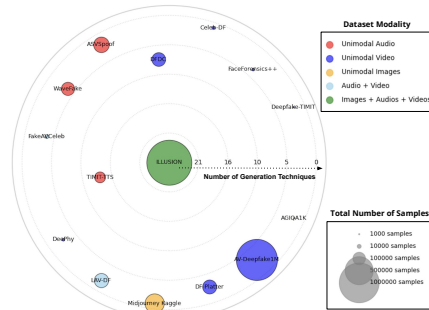 Celeb-DF
Dataset Modality
ASVSpoof
Unimodal Audio
DFDC
Unimodal Video
FaceForensics++
Unimodal Images
WaveFake
Audio + Video
Deepfake-TIMIT
Images + Audios + Videos
FakeAVCeleb
ILLUSION
21 16 10 5 0
Number of Generation Techniques
TIMIT-TTS
AGIQA1K
Total Number of Samples
1000 samples
DeePhy
10000 samples
AV-Deepfake1M
100000 samples
500000 samples
LAV-DF
DF-Platter
1000000 samples
Midjourney Kaggle